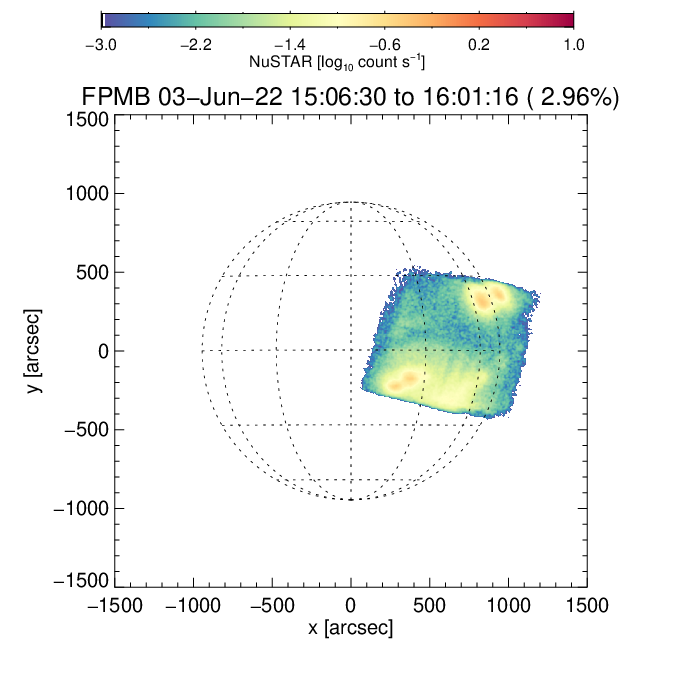 −3.0 −2.2 −1.4 −0.6 0.2 1.0
NuSTAR [log₁₀ count s⁻¹]
FPMB 03−Jun−22 15:06:30 to 16:01:16 ( 2.96%)
1500
1000
500
0
−500
−1000
−1500
y [arcsec]
−1500 −1000 −500 0 500 1000 1500
x [arcsec]